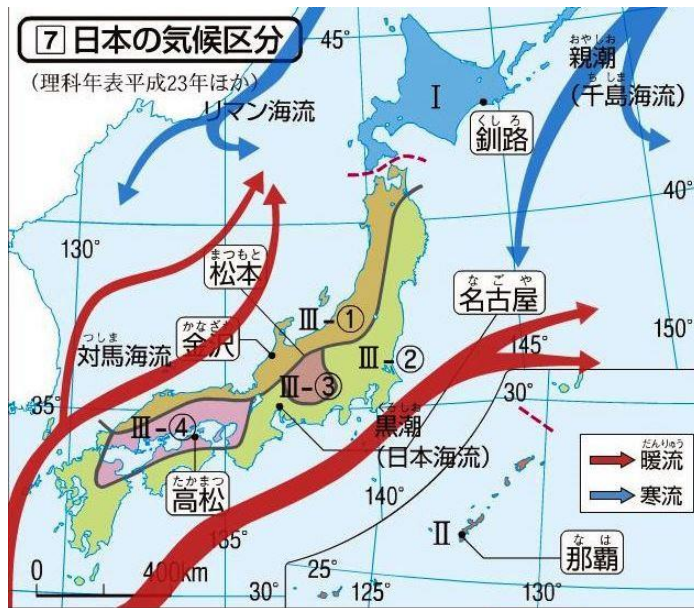 7 日本の気候区分
(理科年表平成23年ほか)
リマン海流
45°
おやしお
親潮
ちしま
(千島海流)
I
くしろ
釧路
40°
130°
まつもと
松本
なごや
名古屋
III-①
かなざわ
金沢
つしま
対馬海流
III-②
150°
145°
III-③
30°
35°
III-④
くろしお
黒潮
(日本海流)
だんりゅう
暖流
寒流
たかまつ
高松
140°
II
なは
那覇
135°
0 400km
30°
25°
125°
130°